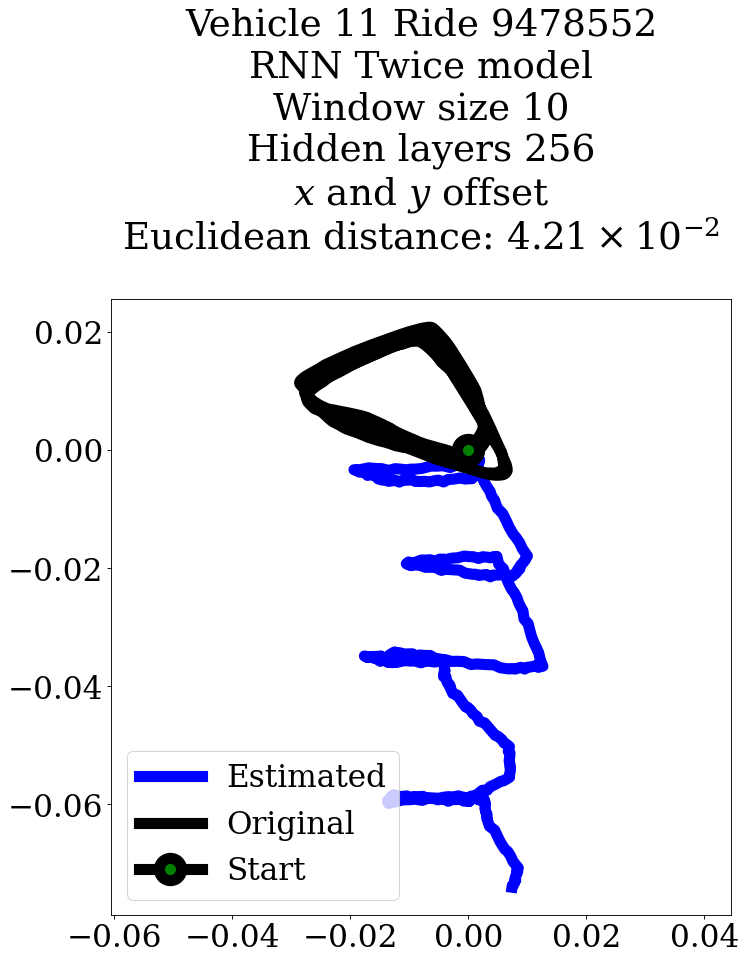 Vehicle 11 Ride 9478552
RNN Twice model
Window size 10
Hidden layers 256
x and y offset
Euclidean distance: 4.21 × 10⁻²
0.02
0.00
−0.02
−0.04
−0.06
Estimated
Original
Start
−0.06 −0.04 −0.02 0.00 0.02 0.04